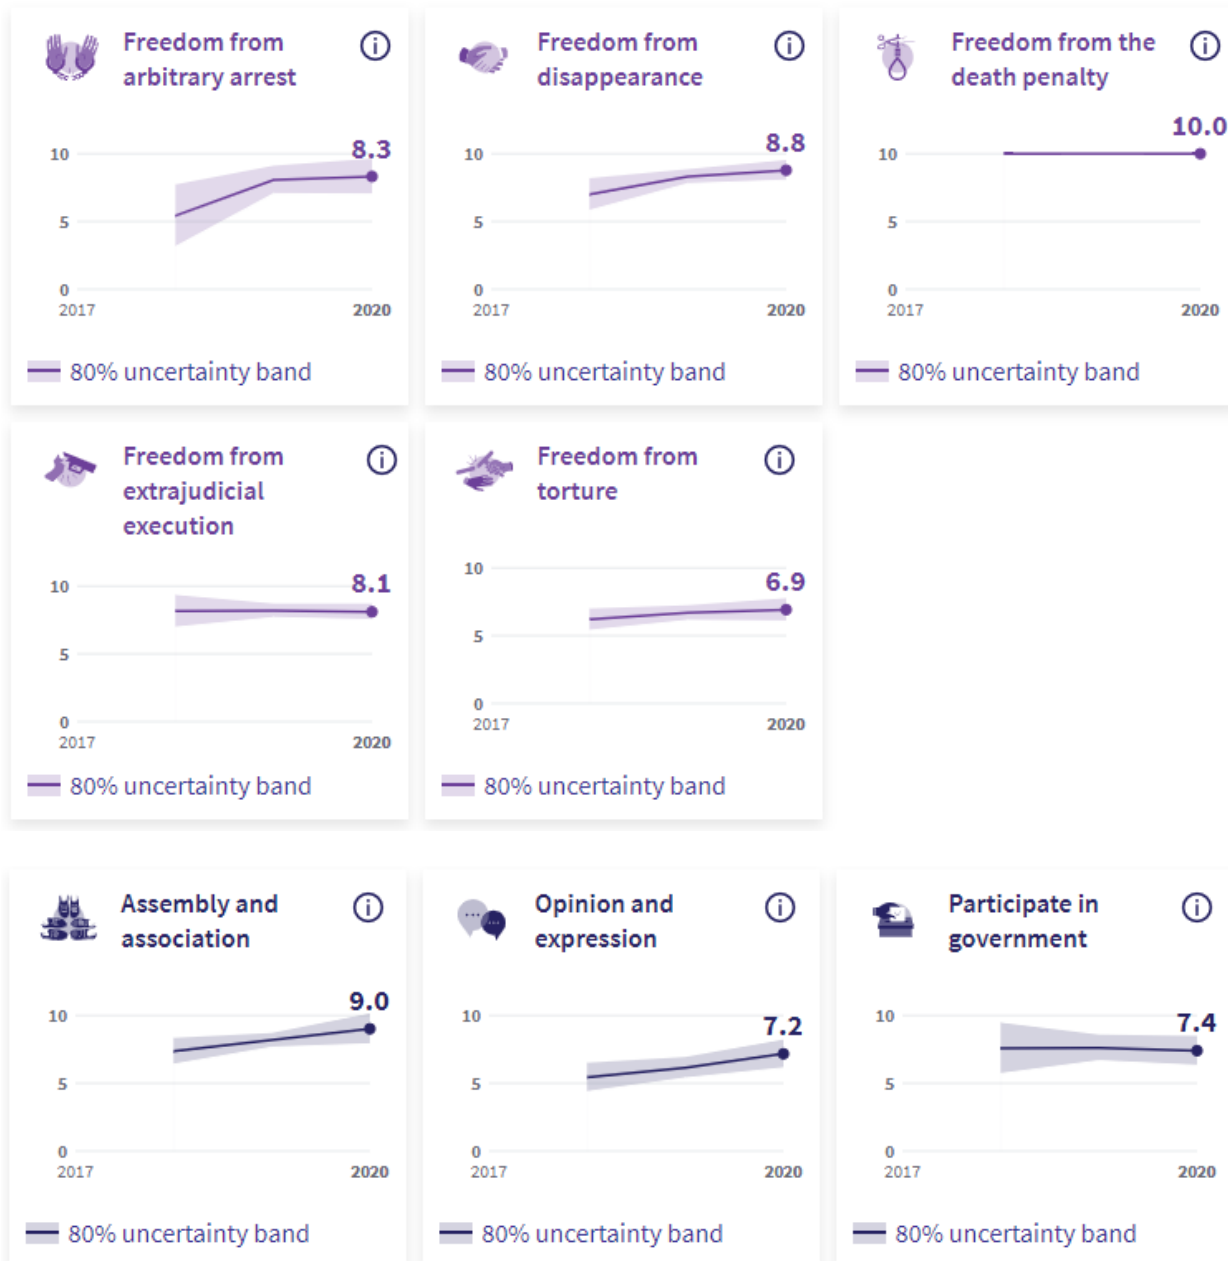 Freedom from
arbitrary arrest
10
8.3
5
0
2017
2020
80% uncertainty band
Freedom from
disappearance
10
8.8
5
0
2017
2020
80% uncertainty band
Freedom from the
death penalty
10.0
10
5
0
2017
2020
80% uncertainty band
Freedom from
extrajudicial
execution
10
8.1
5
0
2017
2020
80% uncertainty band
Freedom from
torture
10
6.9
5
0
2017
2020
80% uncertainty band
Assembly and
association
9.0
10
5
0
2017
2020
80% uncertainty band
Opinion and
expression
10
7.2
5
0
2017
2020
80% uncertainty band
Participate in
government
10
7.4
5
0
2017
2020
80% uncertainty band